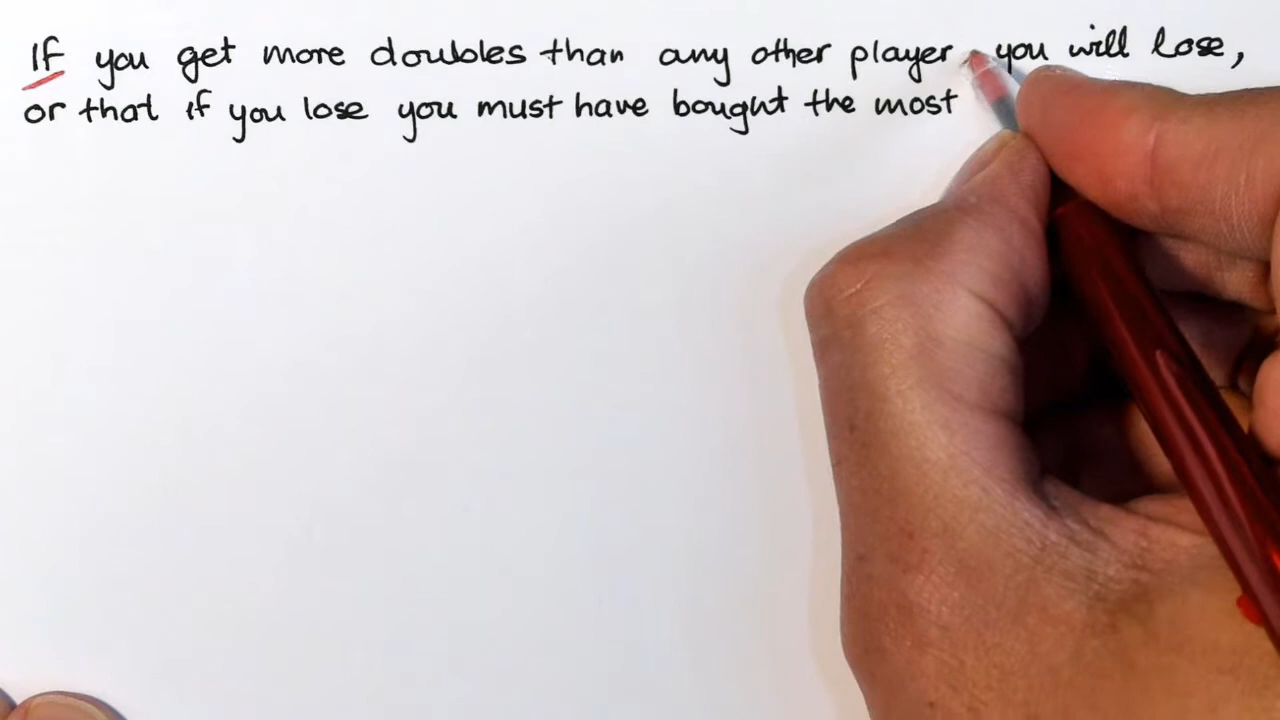 If you get more doubles than any other player you will lose,
or that if you lose you must have bought the most